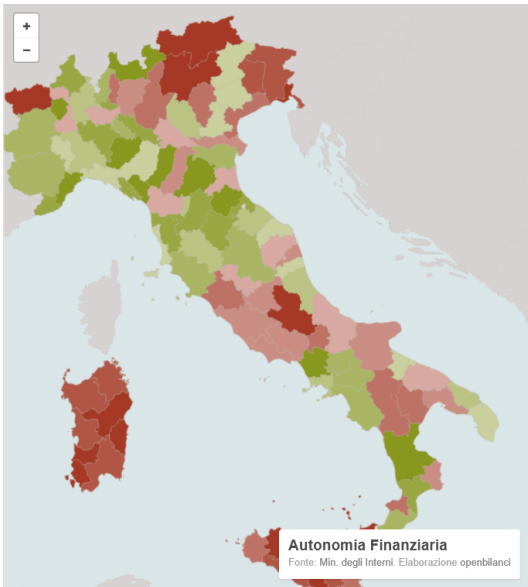 +
−
Autonomia Finanziaria
Fonte: Min. degli Interni. Elaborazione openbilanci